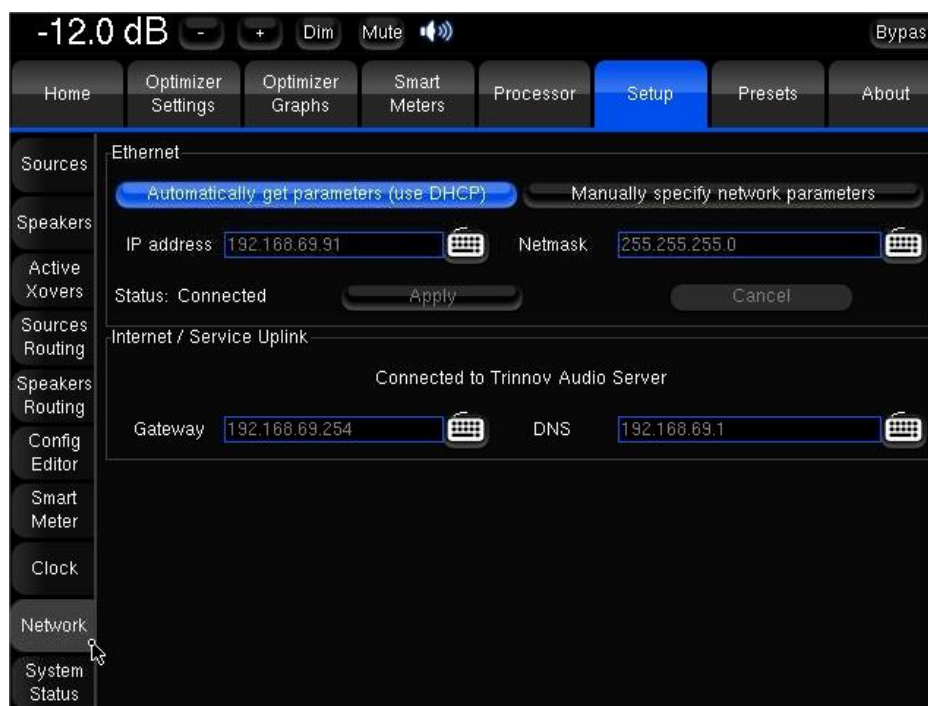 -12.0 dB - + Dim Mute Bypas
Home Optimizer Settings Optimizer Graphs Smart Meters Processor Setup Presets About
Sources
Speakers
Active
Xovers
Sources
Routing
Speakers
Routing
Config
Editor
Smart
Meter
Clock
Network
System
Status
Ethernet
Automatically get parameters (use DHCP) Manually specify network parameters
IP address 192.168.69.91 Netmask 255.255.255.0
Status: Connected Apply Cancel
Internet / Service Uplink
Connected to Trinnov Audio Server
Gateway 192.168.69.254 DNS 192.168.69.1